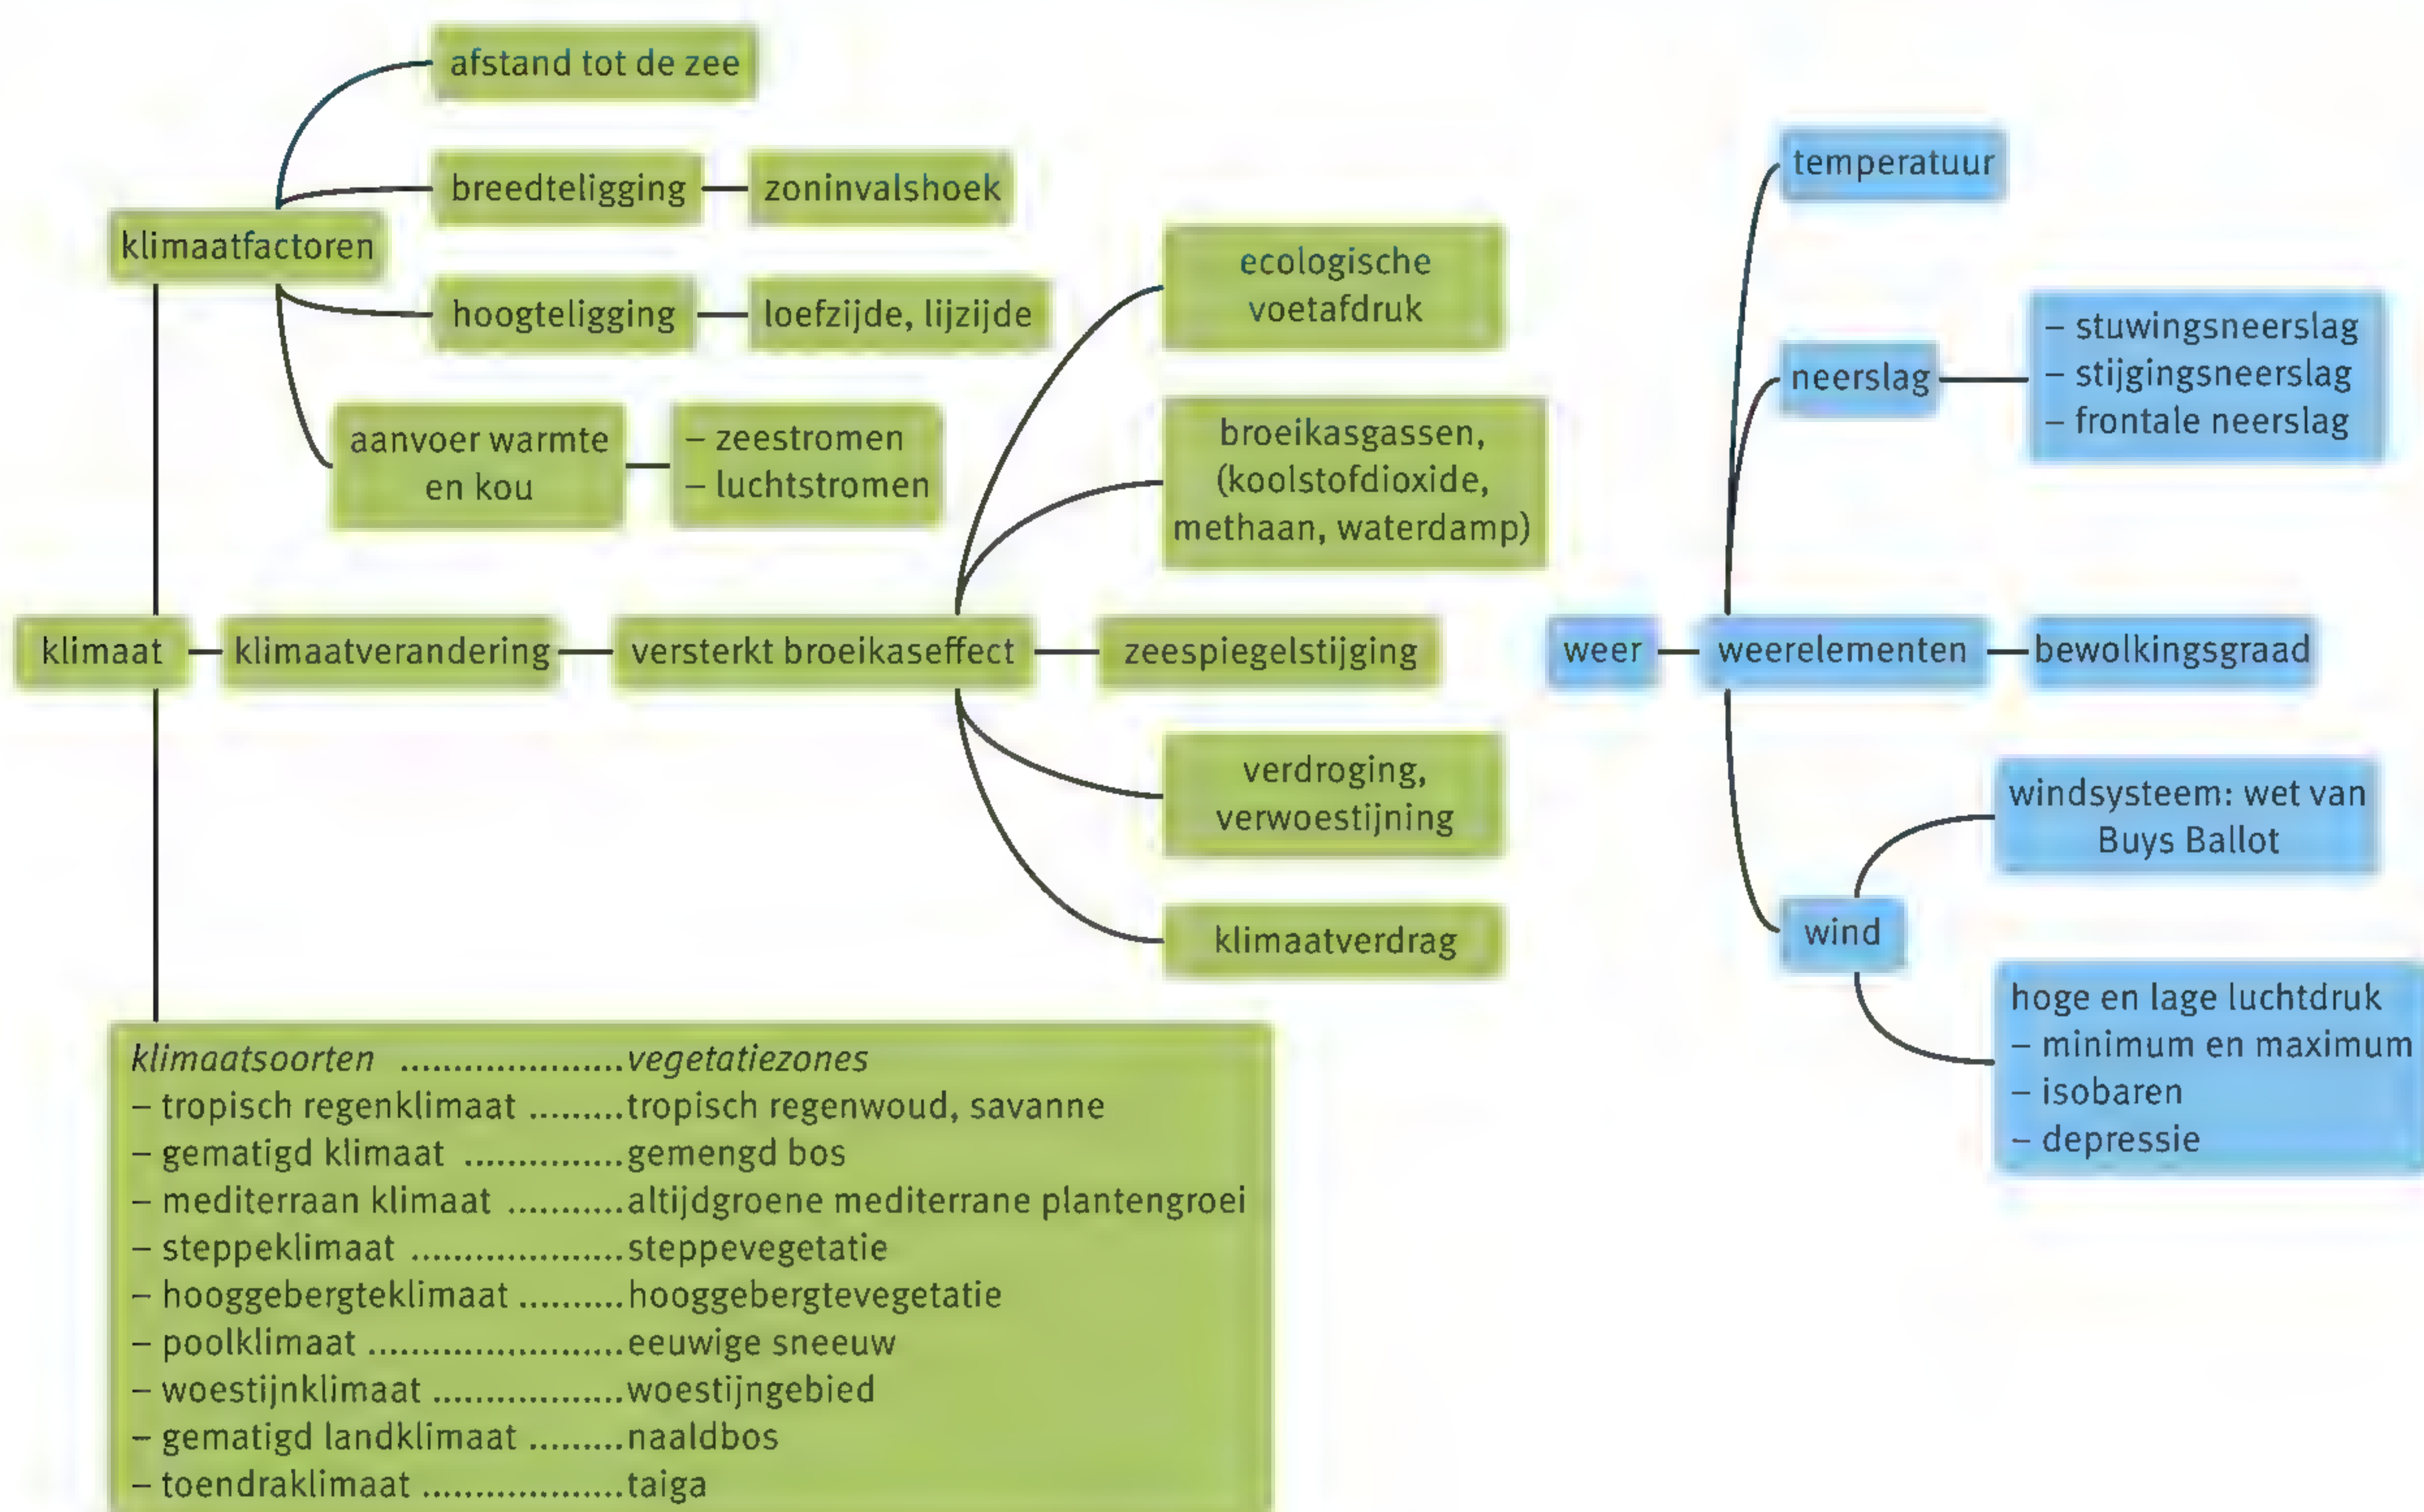 afstand tot de zee
breedteligging
zoninvalshoek
klimaatfactoren
hoogteligging
loefzijde, lijzijde
aanvoer warmte
en kou
– zeestromen
– luchtstromen
klimaat
klimaatverandering
versterkt broeikaseffect
ecologische
voetafdruk
broeikasgassen,
(koolstofdioxide,
methaan, waterdamp)
zeespiegelstijging
verdroging,
verwoestijning
klimaatverdrag
klimaatsoorten .....................vegetatiezones
– tropisch regenklimaat .........tropisch regenwoud, savanne
– gematigd klimaat ...............gemengd bos
– mediterraan klimaat ...........altijdgroene mediterrane plantengroei
– steppeklimaat ....................steppevegetatie
– hooggebergteklimaat ..........hooggebergtevegetatie
– poolklimaat ........................eeuwige sneeuw
– woestijnklimaat ..................woestijngebied
– gematigd landklimaat .........naaldbos
– toendraklimaat ...................taiga
weer
weerelementen
temperatuur
neerslag
– stuwingsneerslag
– stijgingsneerslag
– frontale neerslag
bewolkingsgraad
wind
windsysteem: wet van
Buys Ballot
hoge en lage luchtdruk
– minimum en maximum
– isobaren
– depressie